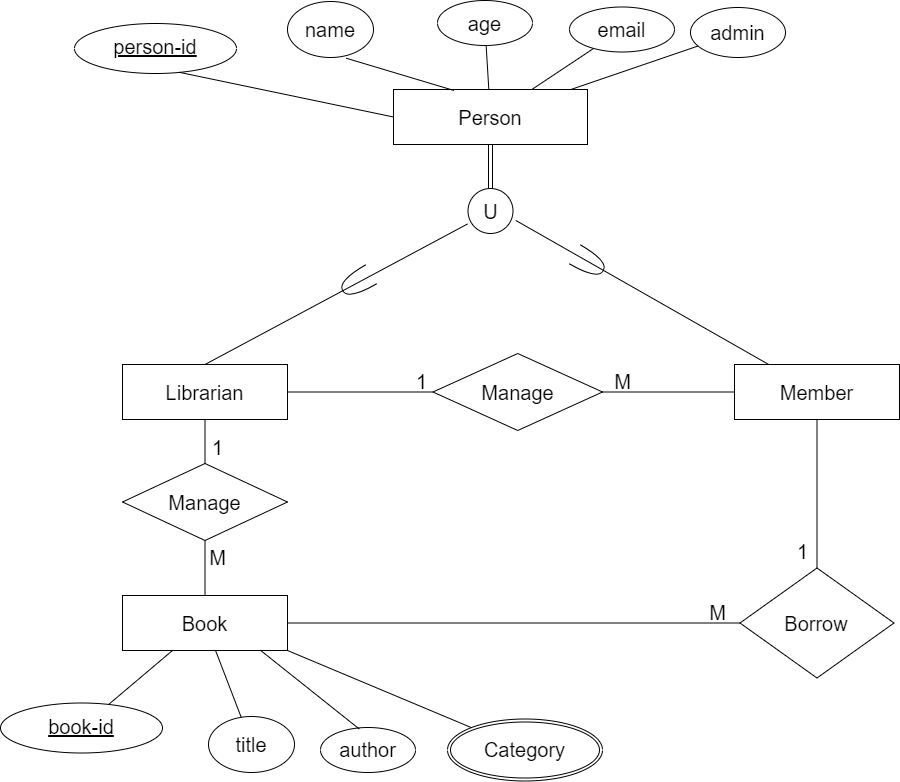 person-id
name
age
email
admin
Person
U
Librarian
1
Manage
M
Member
1
Manage
M
1
Book
M
Borrow
book-id
title
author
Category